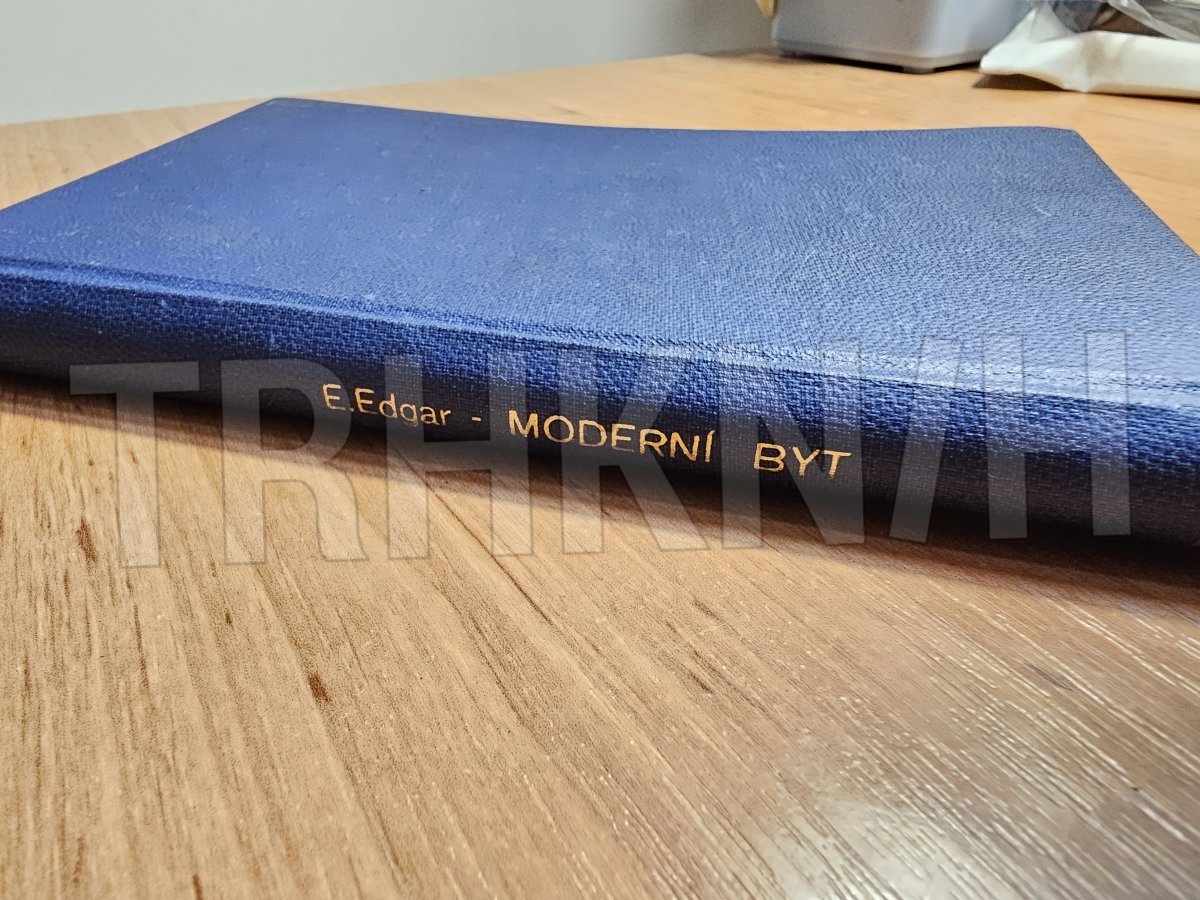 E.Edgar - MODERNÍ BYT
TRHKNIH